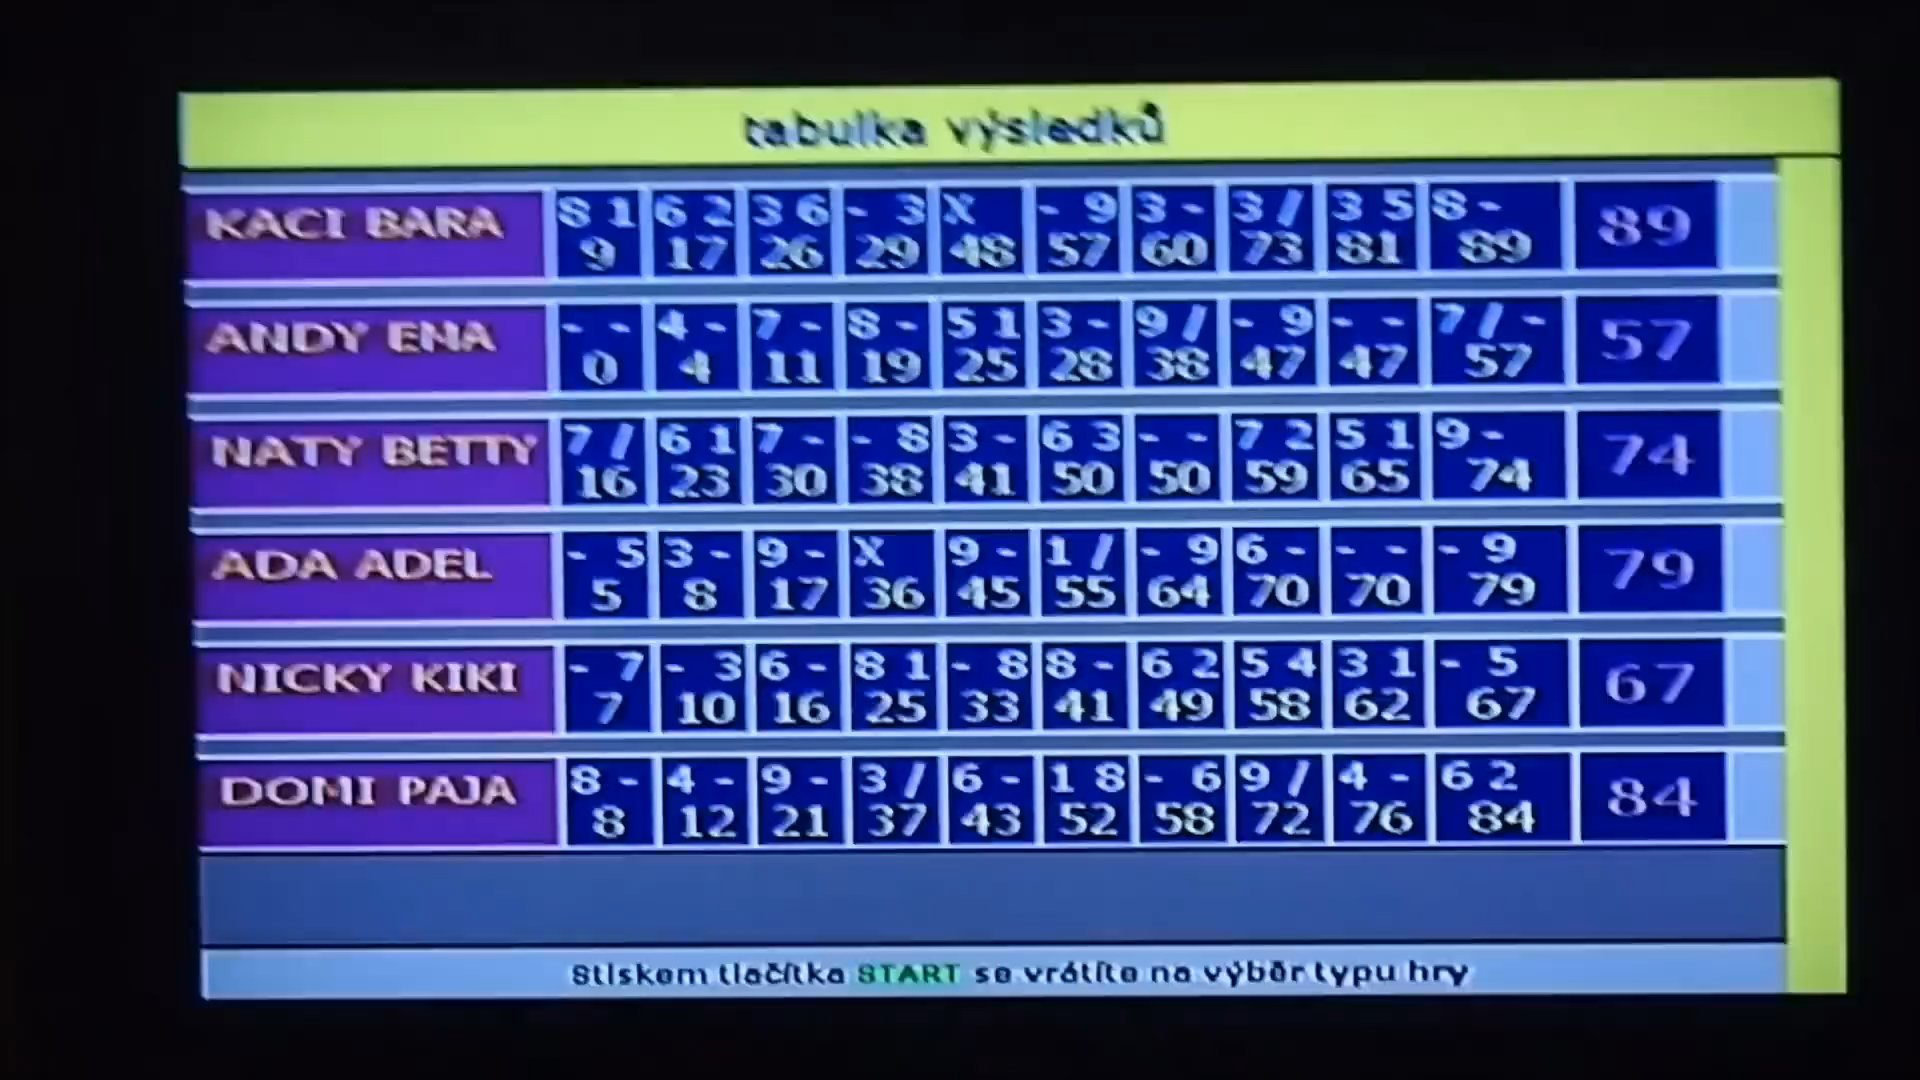 tabulka výsledků
KACI BARA 8 1 6 2 3 6 - 3 X - 9 3 - 3 / 3 5 8 - 89
9 17 26 29 48 57 60 73 81 89
ANDY ENA - - 4 - 7 - 8 - 5 1 3 - 9 / - 9 - - 7 / - 57
0 4 11 19 25 28 38 47 47 57
NATY BETTY 7 / 6 1 7 - - 8 3 - 6 3 - - 7 2 5 1 9 - 74
16 23 30 38 41 50 50 59 65 74
ADA ADEL - 5 3 - 9 - X 9 - 1 / - 9 6 - - - - 9 79
5 8 17 36 45 55 64 70 70 79
NICKY KIKI - 7 - 3 6 - 8 1 - 8 8 - 6 2 5 4 3 1 - 5 67
7 10 16 25 33 41 49 58 62 67
DOMI PAJA 8 - 4 - 9 - 3 / 6 - 1 8 - 6 9 / 4 - 6 2 84
8 12 21 37 43 52 58 72 76 84
Stiskem tlačítka START se vrátíte na výběr typu hry